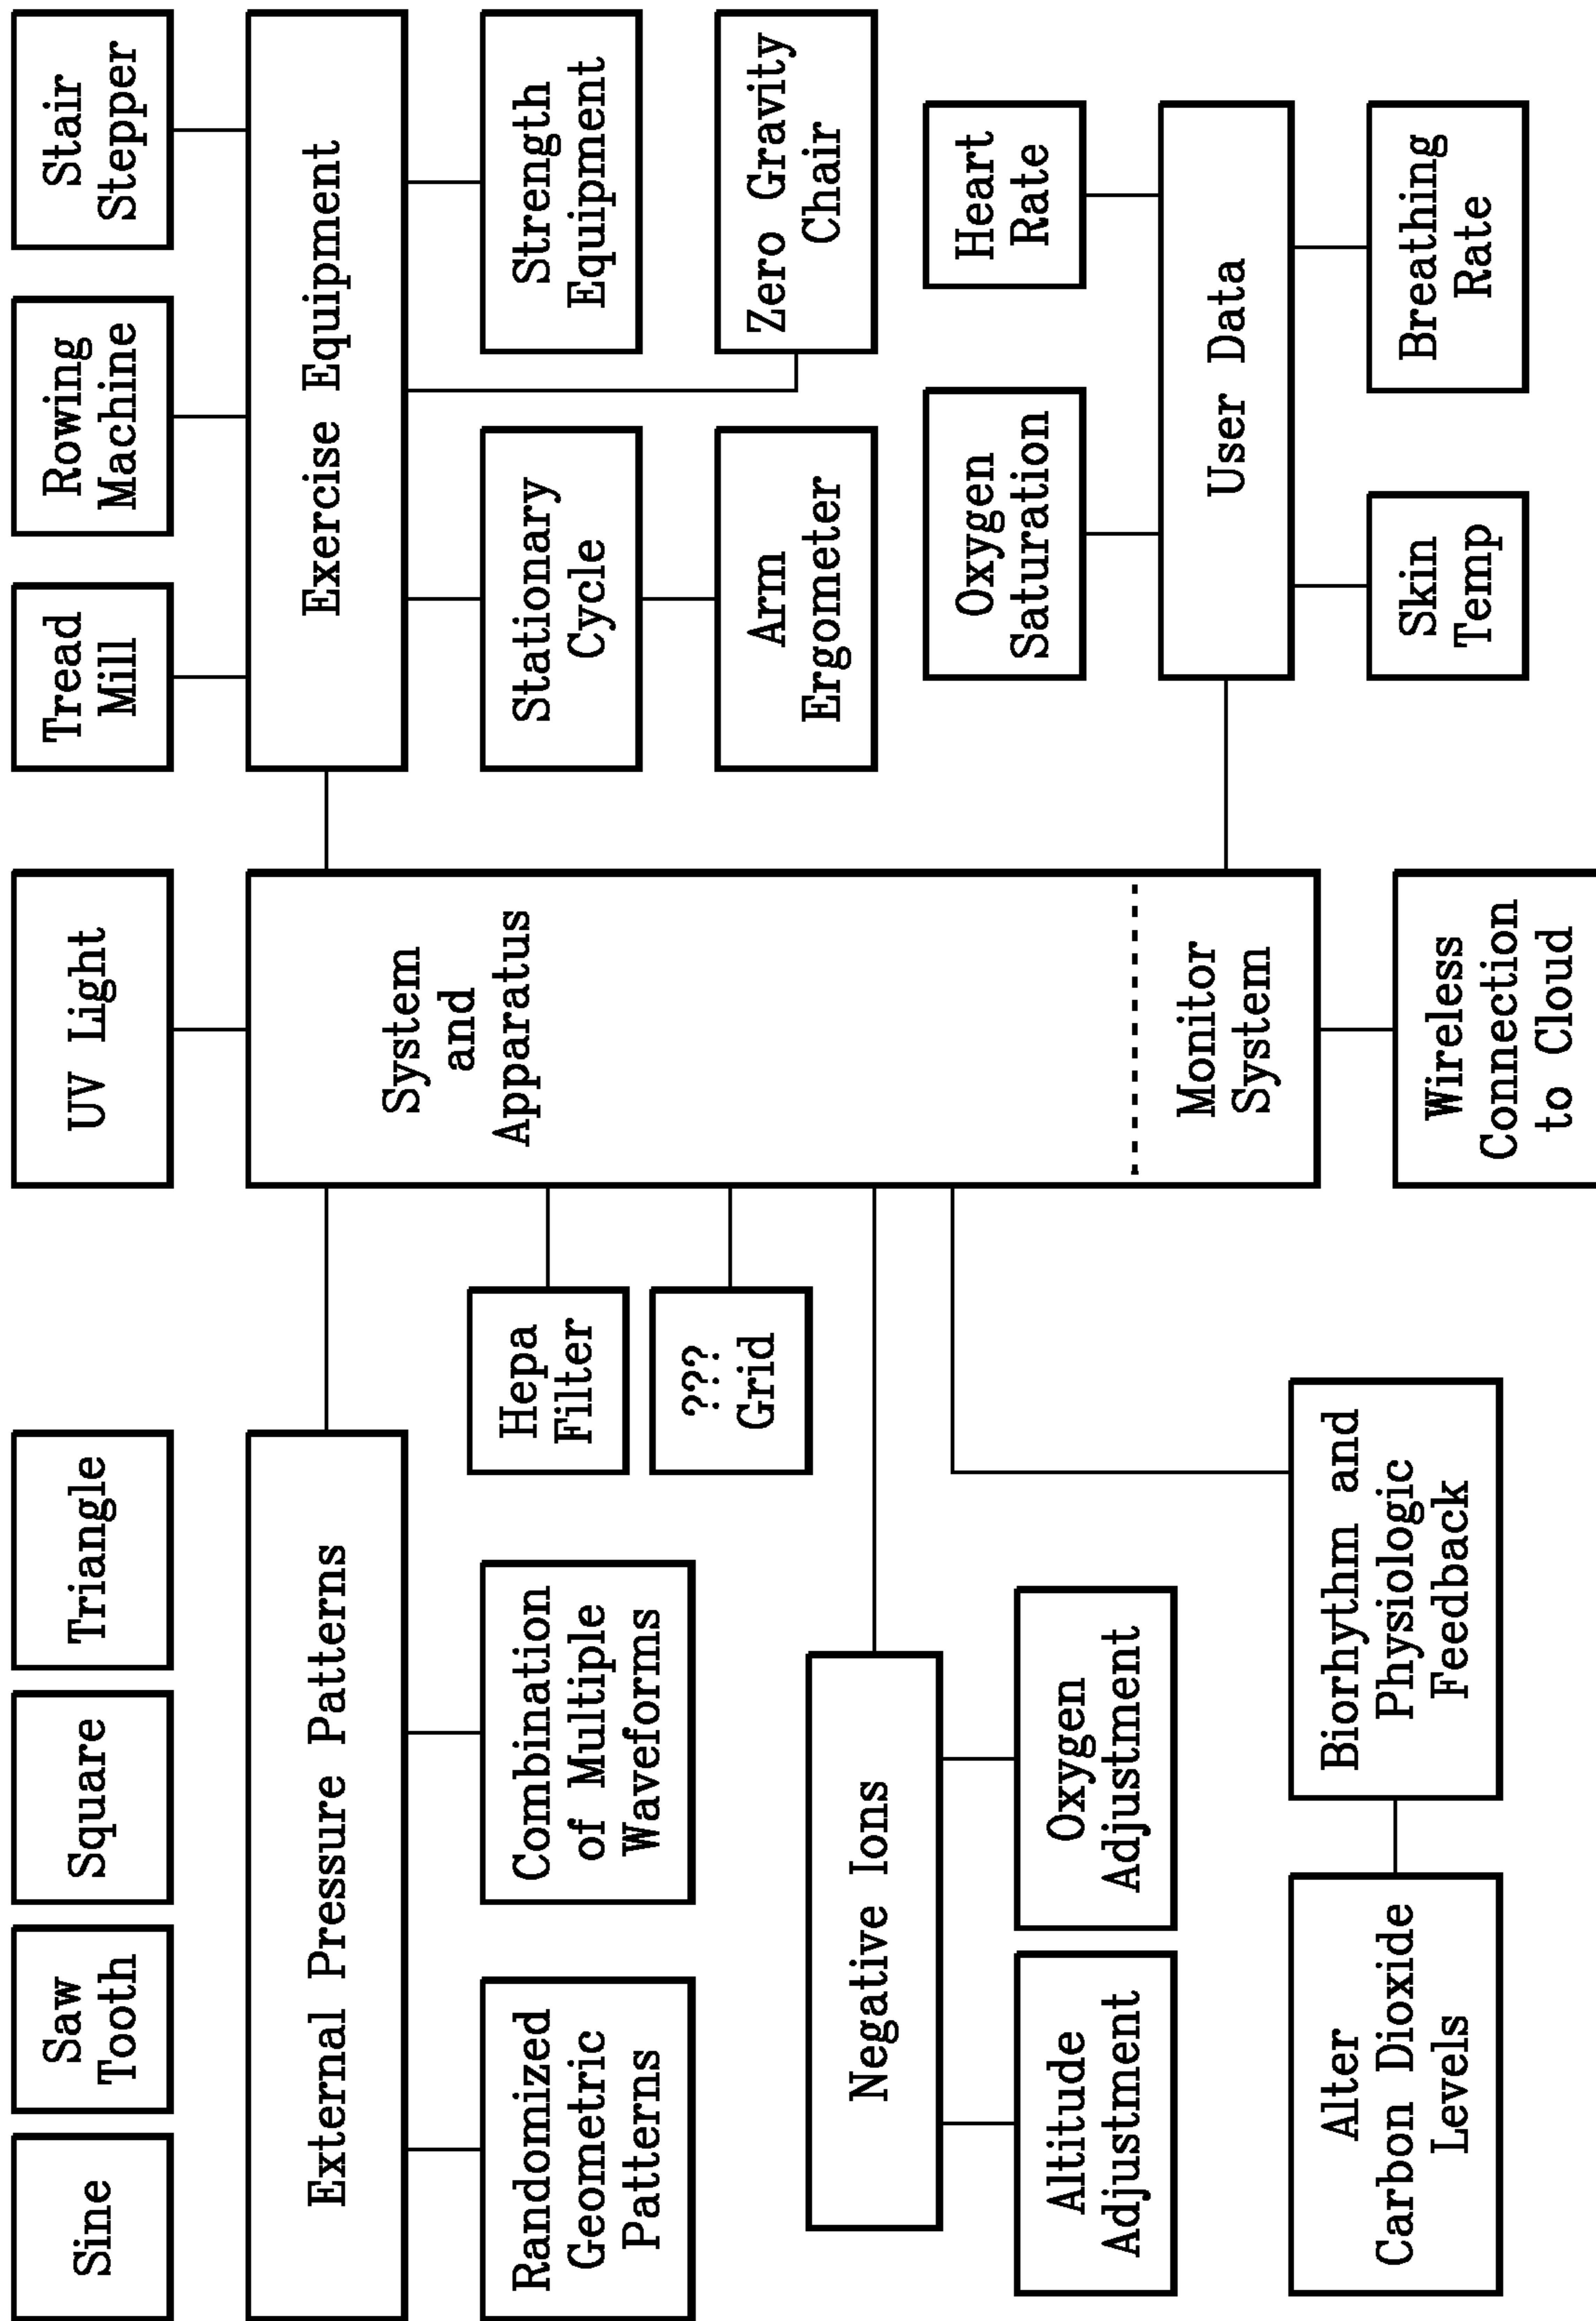 Sine
Saw
Tooth
Square
Triangle
UV Light
Tread
Mill
Rowing
Machine
Stair
Stepper
External Pressure Patterns
Exercise Equipment
System
and
Apparatus
Randomized
Geometric
Patterns
Combination
of Multiple
Waveforms
Hepa
Filter
???
Grid
Stationary
Cycle
Strength
Equipment
Arm
Ergometer
Zero Gravity
Chair
Negative Ions
Altitude
Adjustment
Oxygen
Adjustment
Oxygen
Saturation
Heart
Rate
Monitor
System
User Data
Alter
Carbon Dioxide
Levels
Biorhythm and
Physiologic
Feedback
Wireless
Connection
to Cloud
Skin
Temp
Breathing
Rate